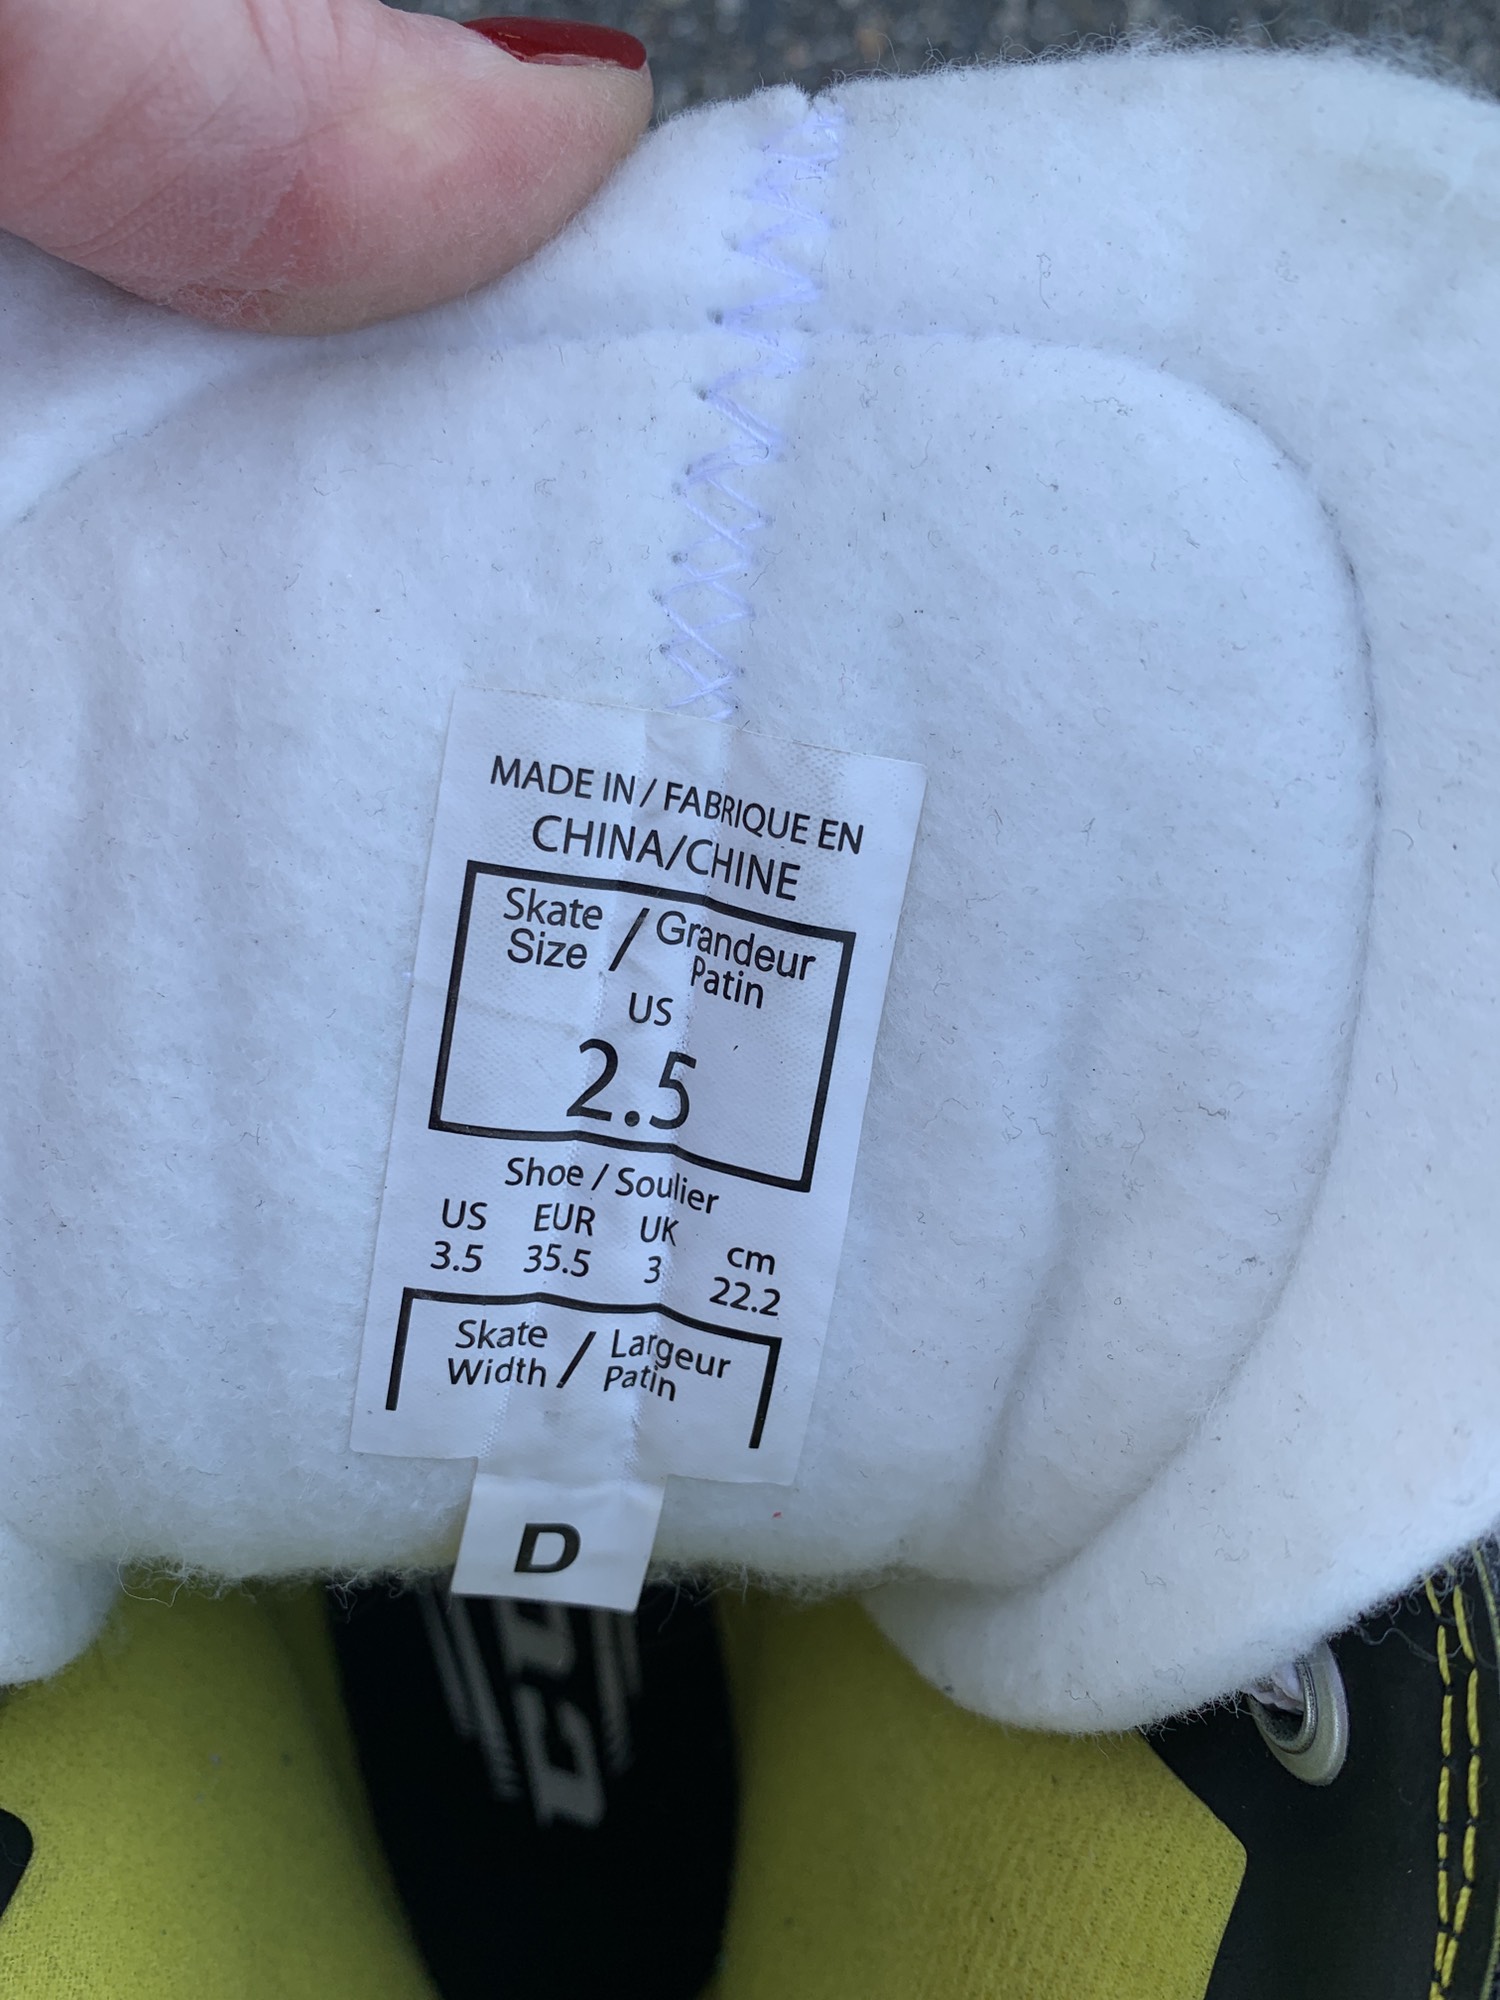 MADE IN / FABRIQUE EN
CHINA/CHINE
Skate Size / Grandeur Patin
US
2.5
Shoe / Soulier
US EUR UK cm
3.5 35.5 3 22.2
Skate Width / Largeur Patin
D